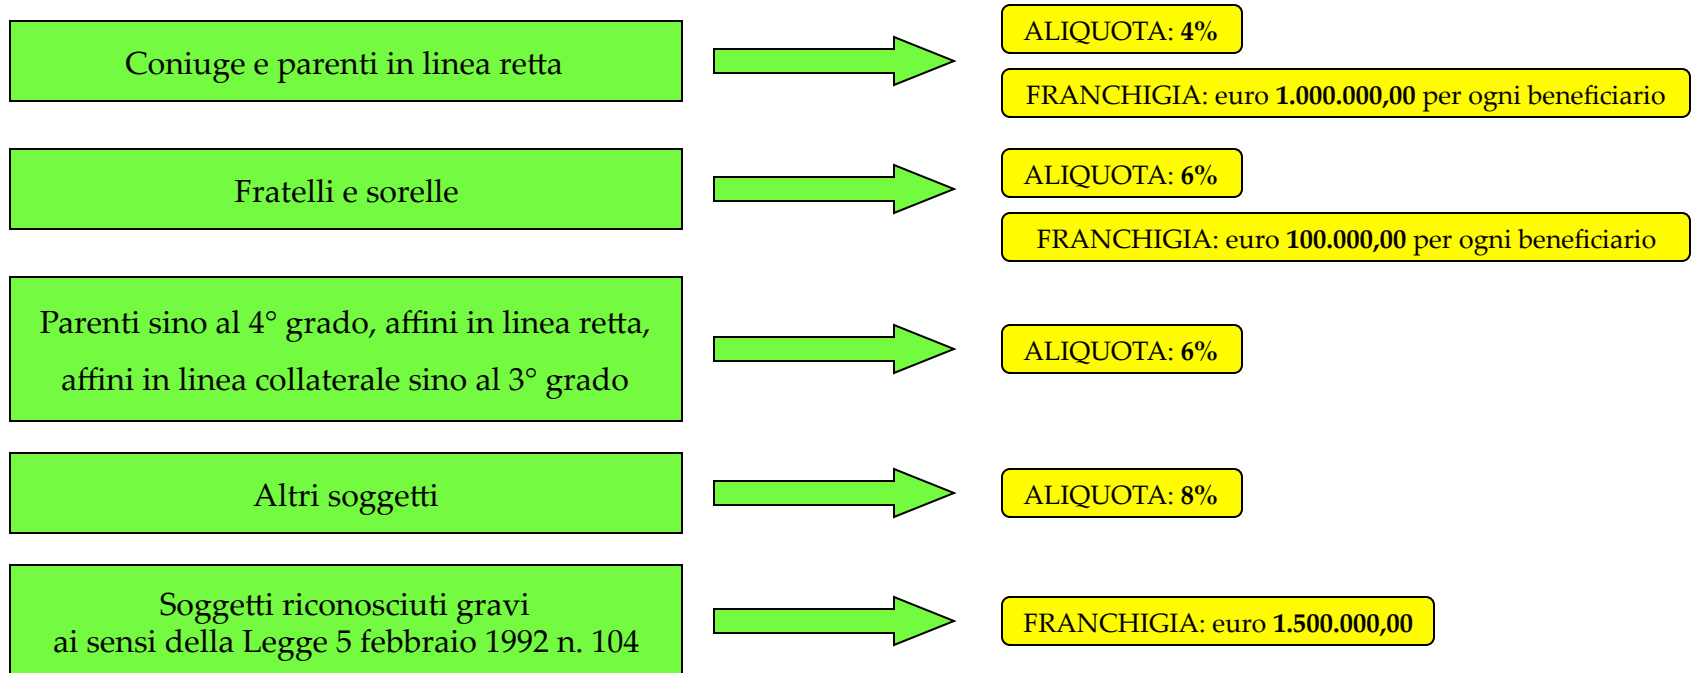 Coniuge e parenti in linea retta
ALIQUOTA: 4%
FRANCHIGIA: euro 1.000.000,00 per ogni beneficiario
Fratelli e sorelle
ALIQUOTA: 6%
FRANCHIGIA: euro 100.000,00 per ogni beneficiario
Parenti sino al 4° grado, affini in linea retta,
affini in linea collaterale sino al 3° grado
ALIQUOTA: 6%
Altri soggetti
ALIQUOTA: 8%
Soggetti riconosciuti gravi
ai sensi della Legge 5 febbraio 1992 n. 104
FRANCHIGIA: euro 1.500.000,00